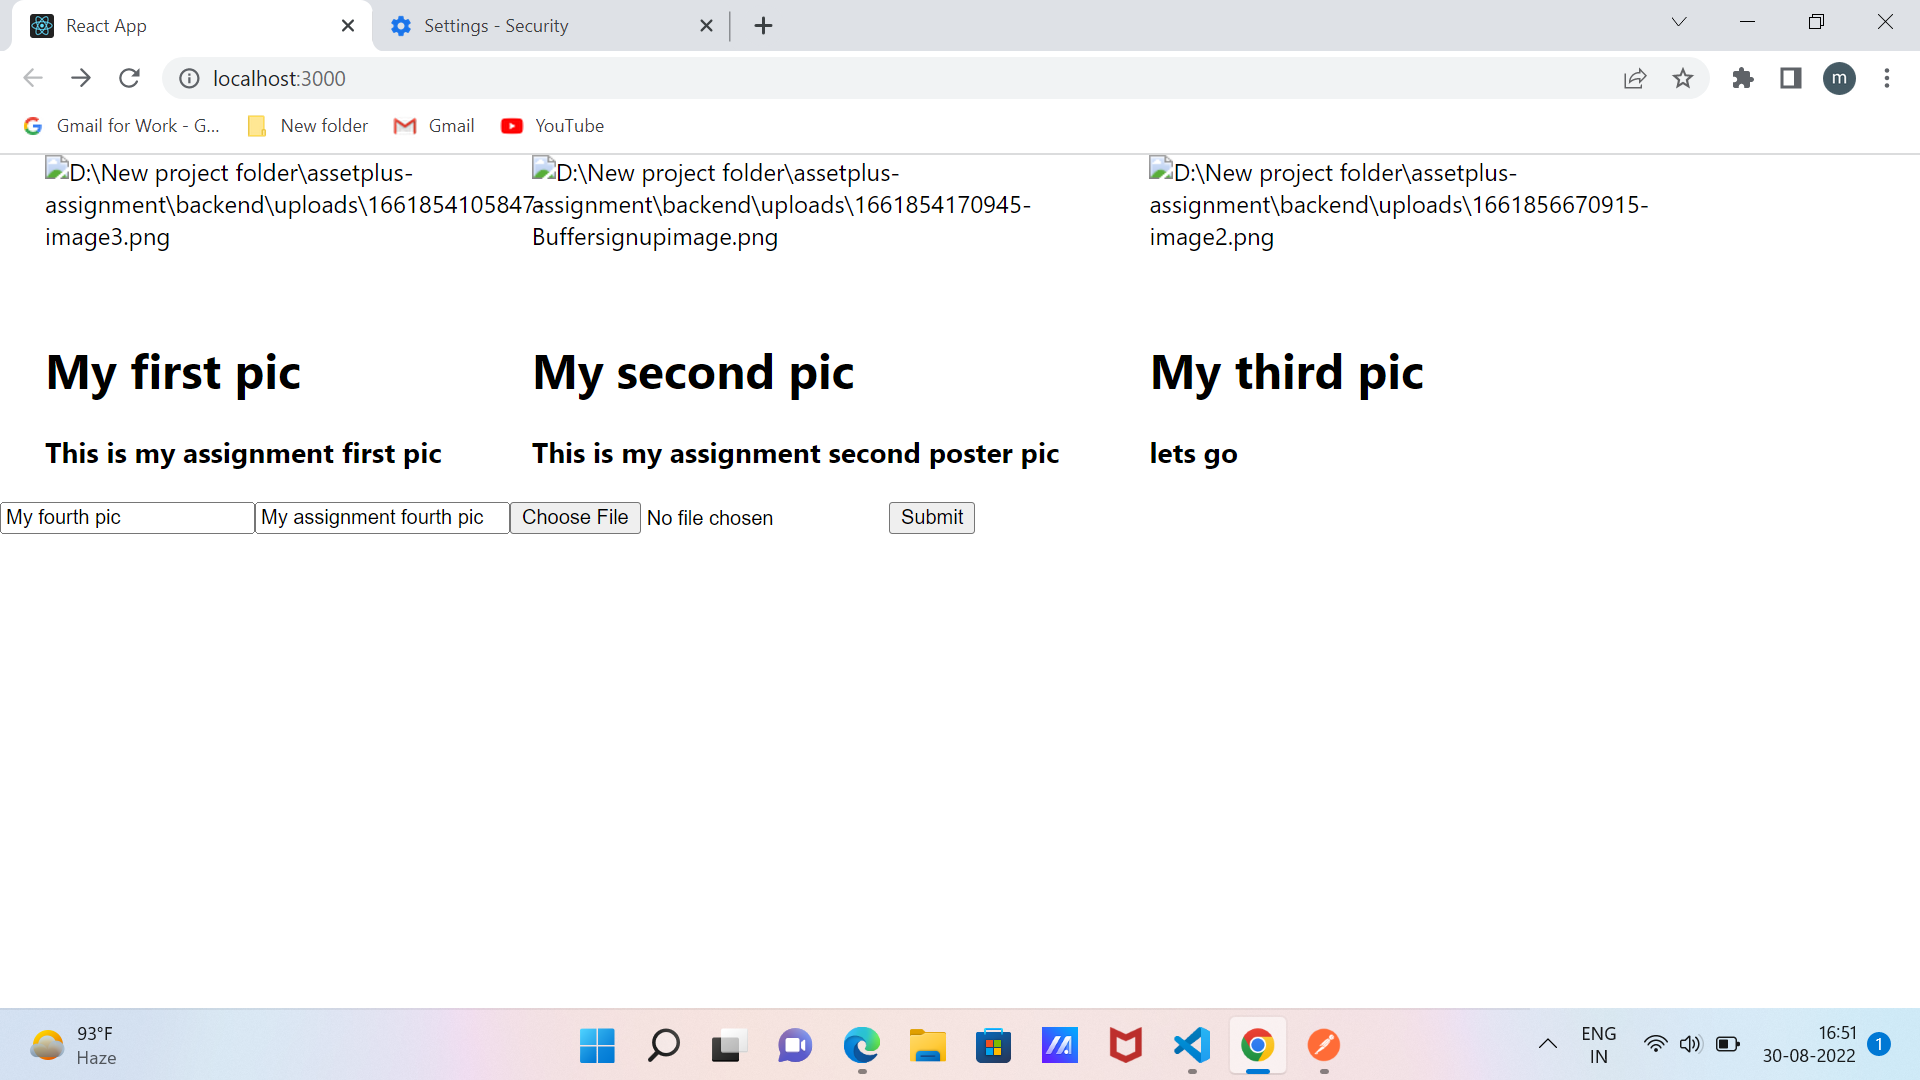 React App
Settings - Security
localhost:3000
m
Gmail for Work - G...
New folder
Gmail
YouTube
D:\New project folder\assetplus-
assignment\backend\uploads\1661854105847-
image3.png
D:\New project folder\assetplus-
assignment\backend\uploads\1661854170945-
Buffersignupimage.png
D:\New project folder\assetplus-
assignment\backend\uploads\1661856670915-
image2.png
My first pic
My second pic
My third pic
This is my assignment first pic
This is my assignment second poster pic
lets go
My fourth pic
My assignment fourth pic
Choose File
No file chosen
Submit
93°F
Haze
ENG
IN
16:51
30-08-2022
1